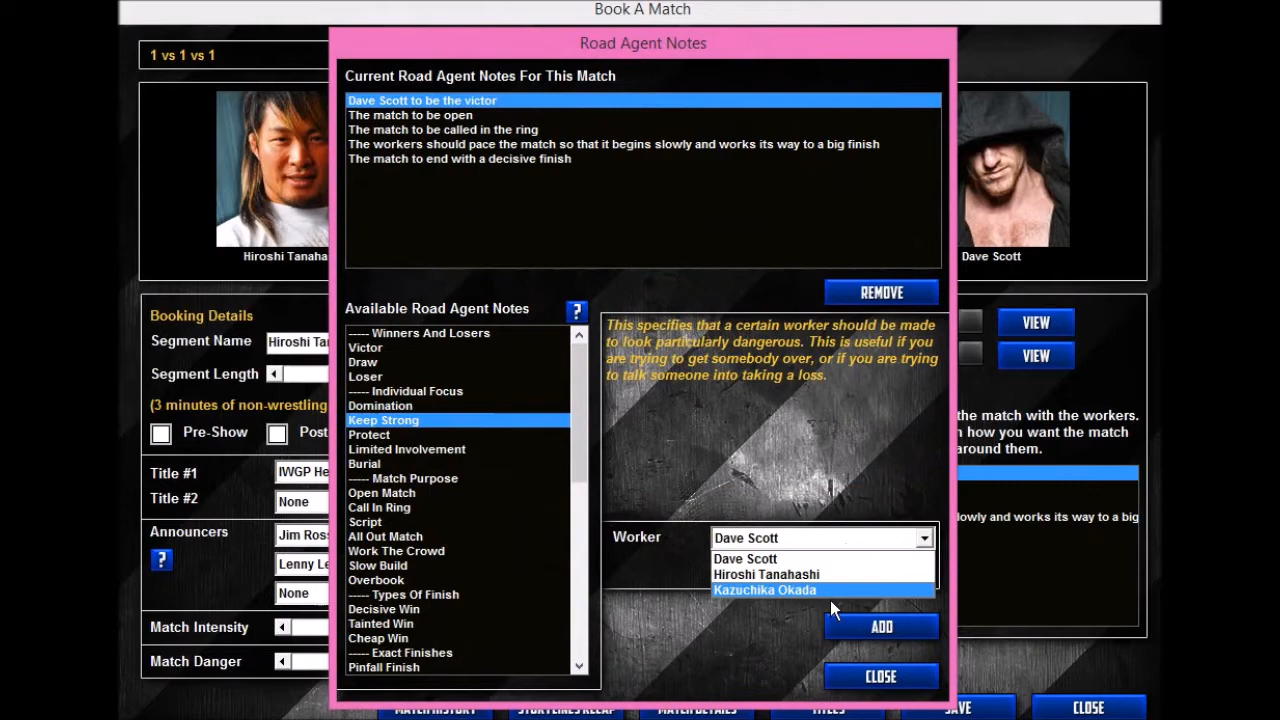 Book A Match
Road Agent Notes
1 vs 1 vs 1
Current Road Agent Notes For This Match
Dave Scott to be the victor
The match to be open
The match to be called in the ring
The workers should pace the match so that it begins slowly and works its way to a big finish
The match to end with a decisive finish
Hiroshi Tanaha
Dave Scott
REMOVE
Available Road Agent Notes
?
----- Winners And Losers
Victor
Draw
Loser
----- Individual Focus
Domination
Keep Strong
Protect
Limited Involvement
Burial
----- Match Purpose
Open Match
Call In Ring
Script
All Out Match
Work The Crowd
Slow Build
Overbook
----- Types Of Finish
Decisive Win
Tainted Win
Cheap Win
----- Exact Finishes
Pinfall Finish
This specifies that a certain worker should be made
to look particularly dangerous. This is useful if you
are trying to get somebody over, or if you are trying
to talk someone into taking a loss.
Worker
Dave Scott
Dave Scott
Hiroshi Tanahashi
Kazuchika Okada
ADD
CLOSE
Booking Details
Segment Name
Hiroshi Tan
Segment Length
(3 minutes of non-wrestling
Pre-Show
Post
Title #1
IWGP He
Title #2
None
Announcers
Jim Ros
?
Lenny Le
None
Match Intensity
Match Danger
VIEW
VIEW
the match with the workers.
n how you want the match
around them.
lowly and works its way to a big
MATCH HISTORY
STORYLINES RECAP
MATCH DETAILS
TITLES
SAVE
CLOSE